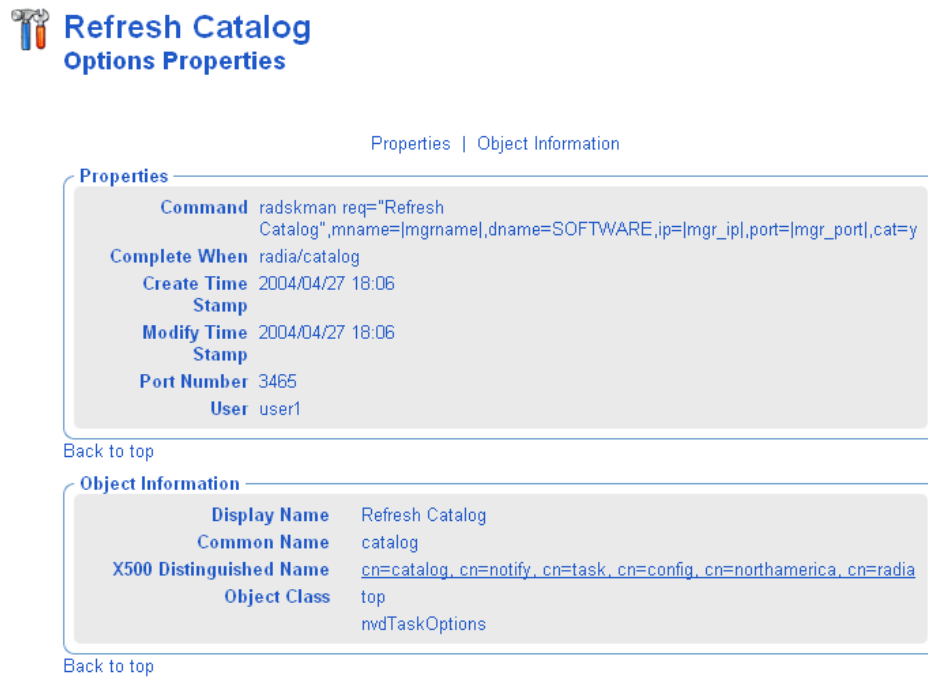 Refresh Catalog
Options Properties
Properties | Object Information
Properties
Command radskman req="Refresh
Catalog",mname=|mgrname|,dname=SOFTWARE,ip=|mgr_ip|,port=|mgr_port|,cat=y
Complete When radia/catalog
Create Time 2004/04/27 18:06
Stamp
Modify Time 2004/04/27 18:06
Stamp
Port Number 3465
User user1
Back to top
Object Information
Display Name Refresh Catalog
Common Name catalog
X500 Distinguished Name cn=catalog, cn=notify, cn=task, cn=config, cn=northamerica, cn=radia
Object Class top
nvdTaskOptions
Back to top